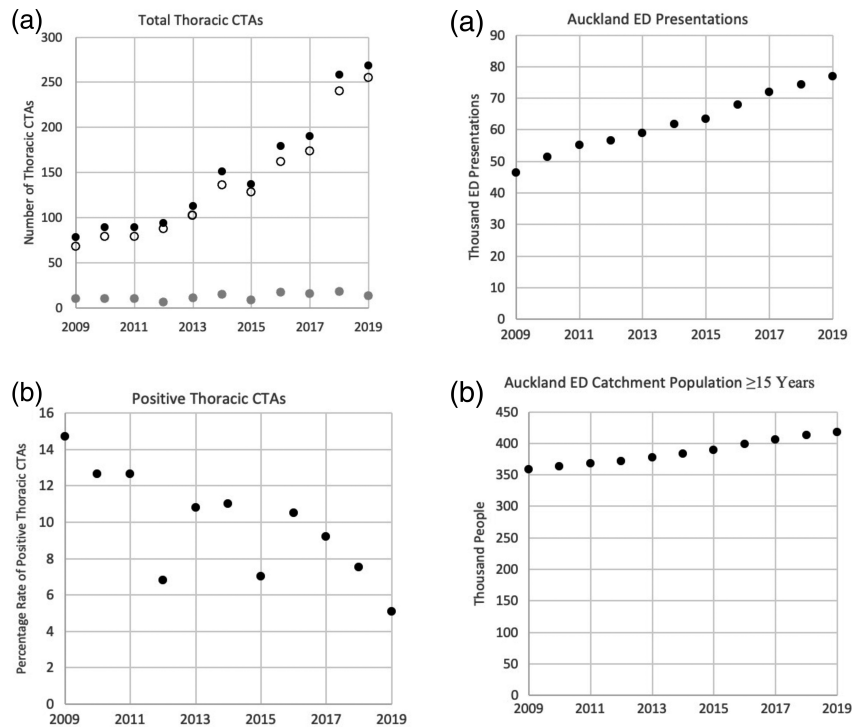 (a)
Total Thoracic CTAs
Number of Thoracic CTAs
300
250
200
150
100
50
0
2009 2011 2013 2015 2017 2019
(a)
Auckland ED Presentations
Thousand ED Presentations
90
80
70
60
50
40
30
20
10
0
2009 2011 2013 2015 2017 2019
(b)
Positive Thoracic CTAs
Percentage Rate of Positive Thoracic CTAs
16
14
12
10
8
6
4
2
0
2009 2011 2013 2015 2017 2019
(b)
Auckland ED Catchment Population ≥15 Years
Thousand People
450
400
350
300
250
200
150
100
50
0
2009 2011 2013 2015 2017 2019